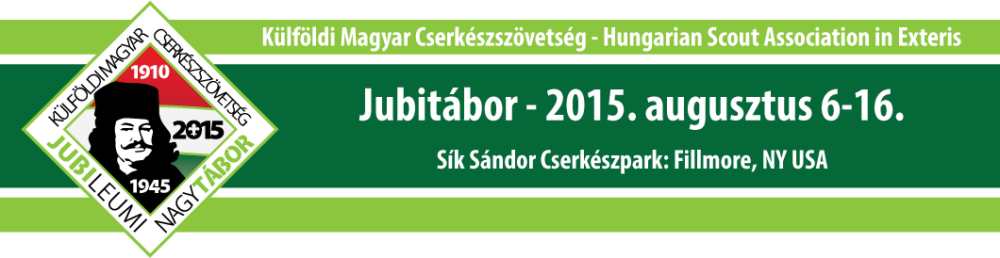 Külföldi Magyar Cserkészszövetség - Hungarian Scout Association in Exteris
Jubitábor - 2015. augusztus 6-16.
Sík Sándor Cserkészpark: Fillmore, NY USA
KÜLFÖLDI MAGYAR
CSERKÉSZSZÖVETSÉG
1910
2015
1945
JUBILEUMI
NAGYTÁBOR